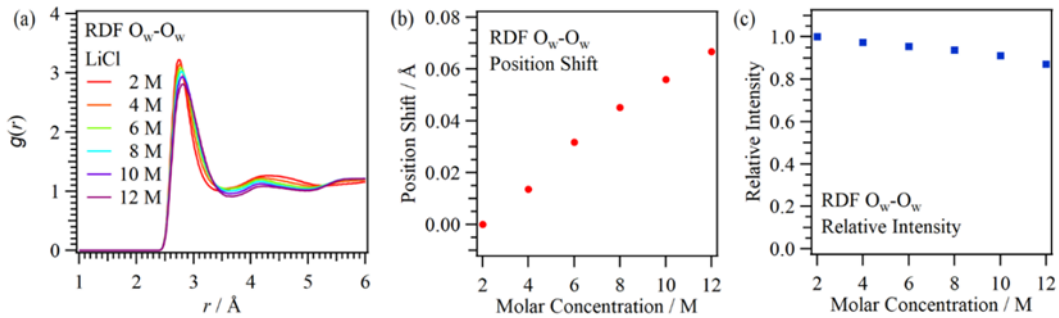 (a)
RDF Ow-Ow
LiCl
2 M
4 M
6 M
8 M
10 M
12 M
4
3
2
1
0
g(r)
1 2 3 4 5 6
r / Å
(b)
RDF Ow-Ow
Position Shift
0.08
0.06
0.04
0.02
0.00
Position Shift / Å
2 4 6 8 10 12
Molar Concentration / M
(c)
1.0
0.8
0.6
0.4
0.2
0.0
Relative Intensity
RDF Ow-Ow
Relative Intensity
2 4 6 8 10 12
Molar Concentration / M